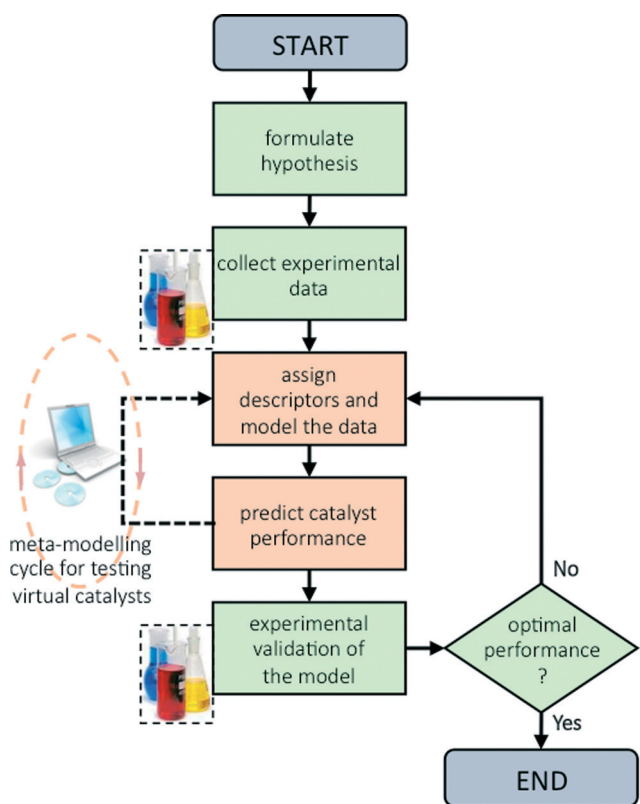 START
formulate
hypothesis
collect experimental
data
assign
descriptors and
model the data
predict catalyst
performance
meta-modelling
cycle for testing
virtual catalysts
experimental
validation of
the model
No
optimal
performance
?
Yes
END